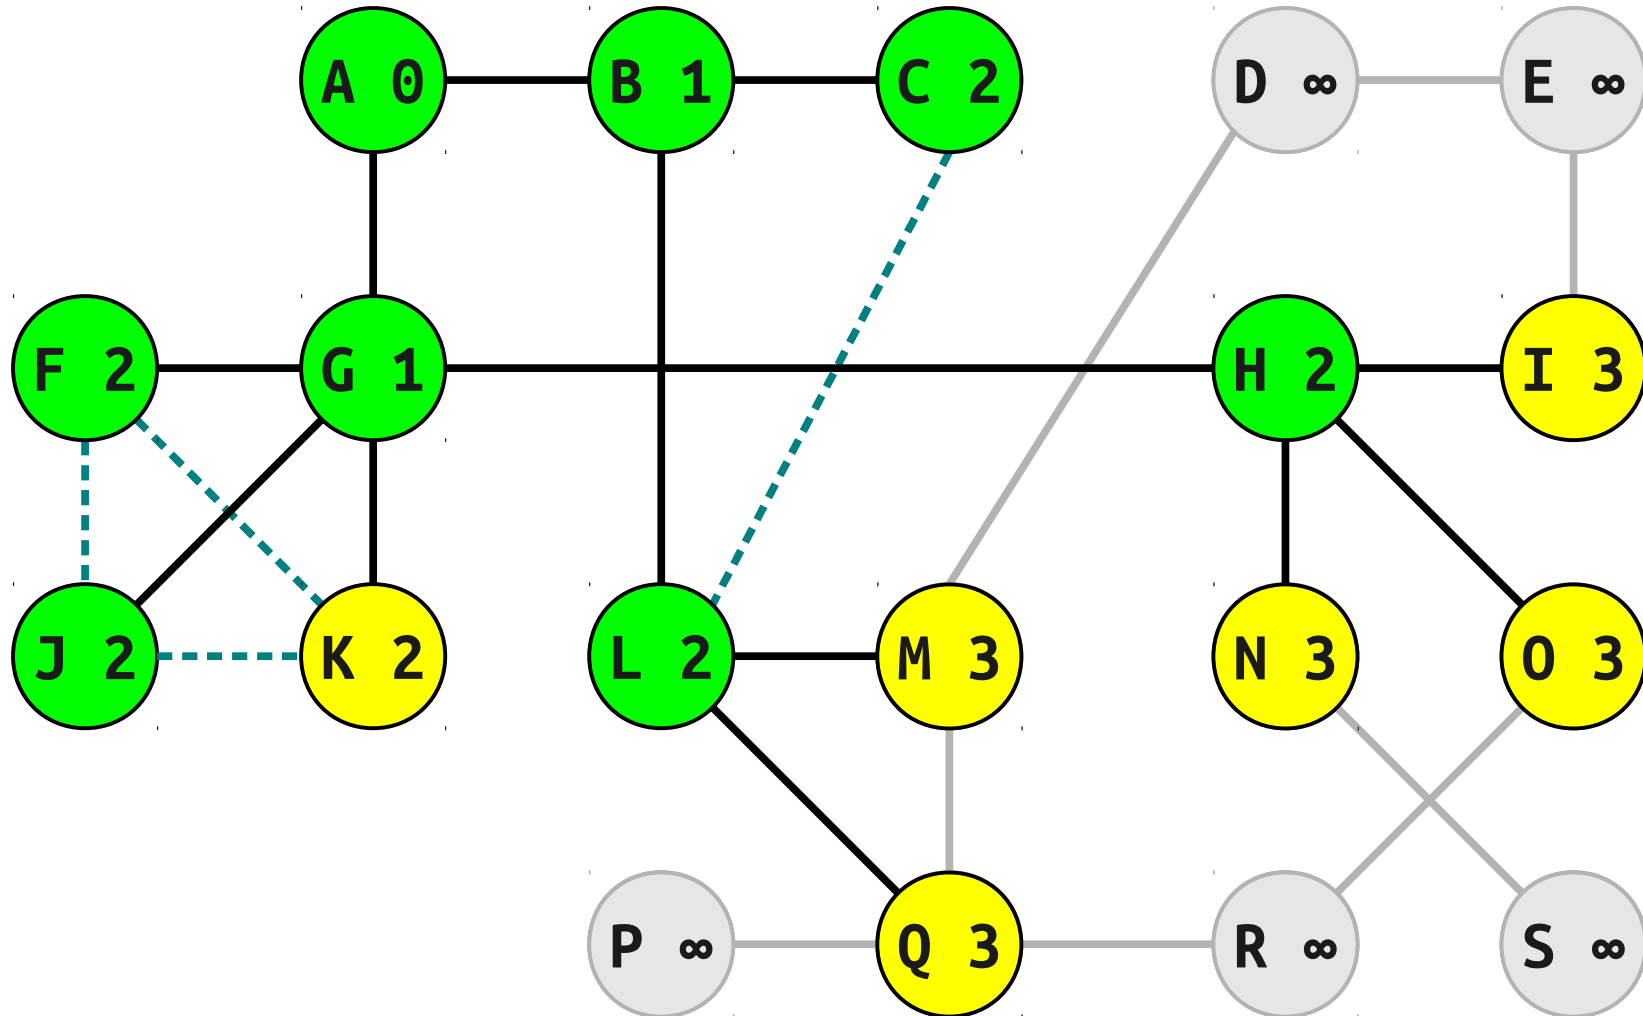 A 0 B 1 C 2 D ∞ E ∞
F 2 G 1 H 2 I 3
J 2 K 2 L 2 M 3 N 3 O 3
P ∞ Q 3 R ∞ S ∞